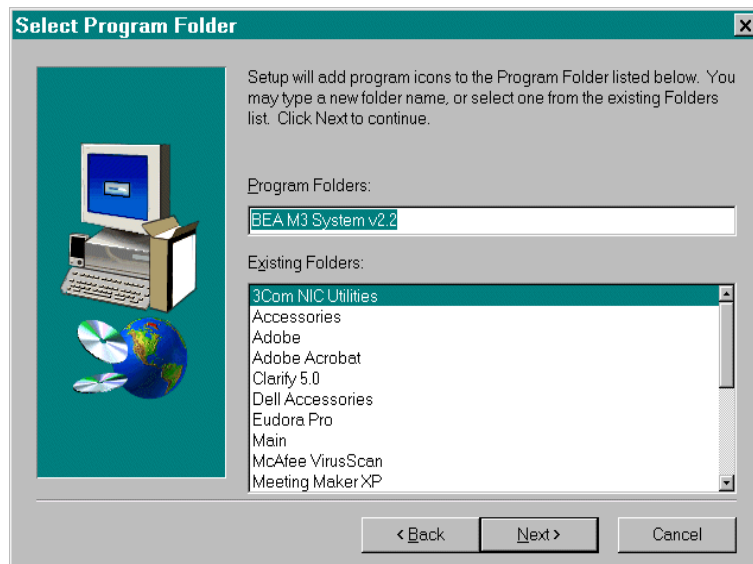 Select Program Folder
Setup will add program icons to the Program Folder listed below. You
may type a new folder name, or select one from the existing Folders
list. Click Next to continue.
Program Folders:
BEA M3 System v2.2
Existing Folders:
3Com NIC Utilities
Accessories
Adobe
Adobe Acrobat
Clarify 5.0
Dell Accessories
Eudora Pro
Main
McAfee VirusScan
Meeting Maker XP
< Back
Next >
Cancel